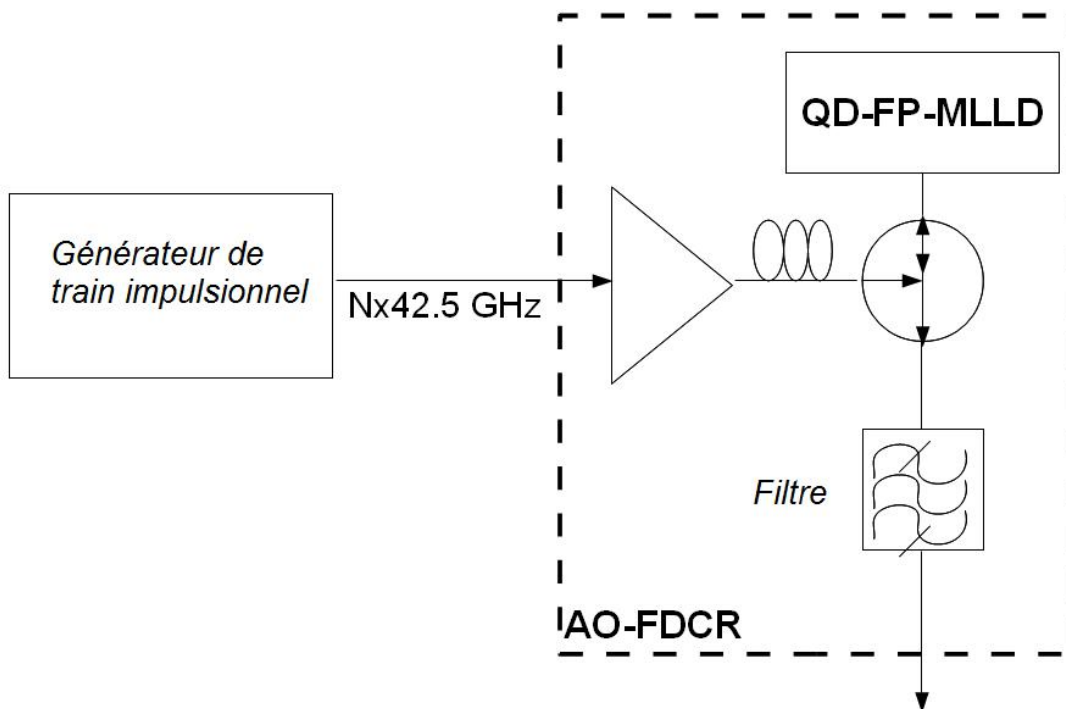 QD-FP-MLLD
Générateur de
train impulsionnel
Nx42.5 GHz
Filtre
AO-FDCR